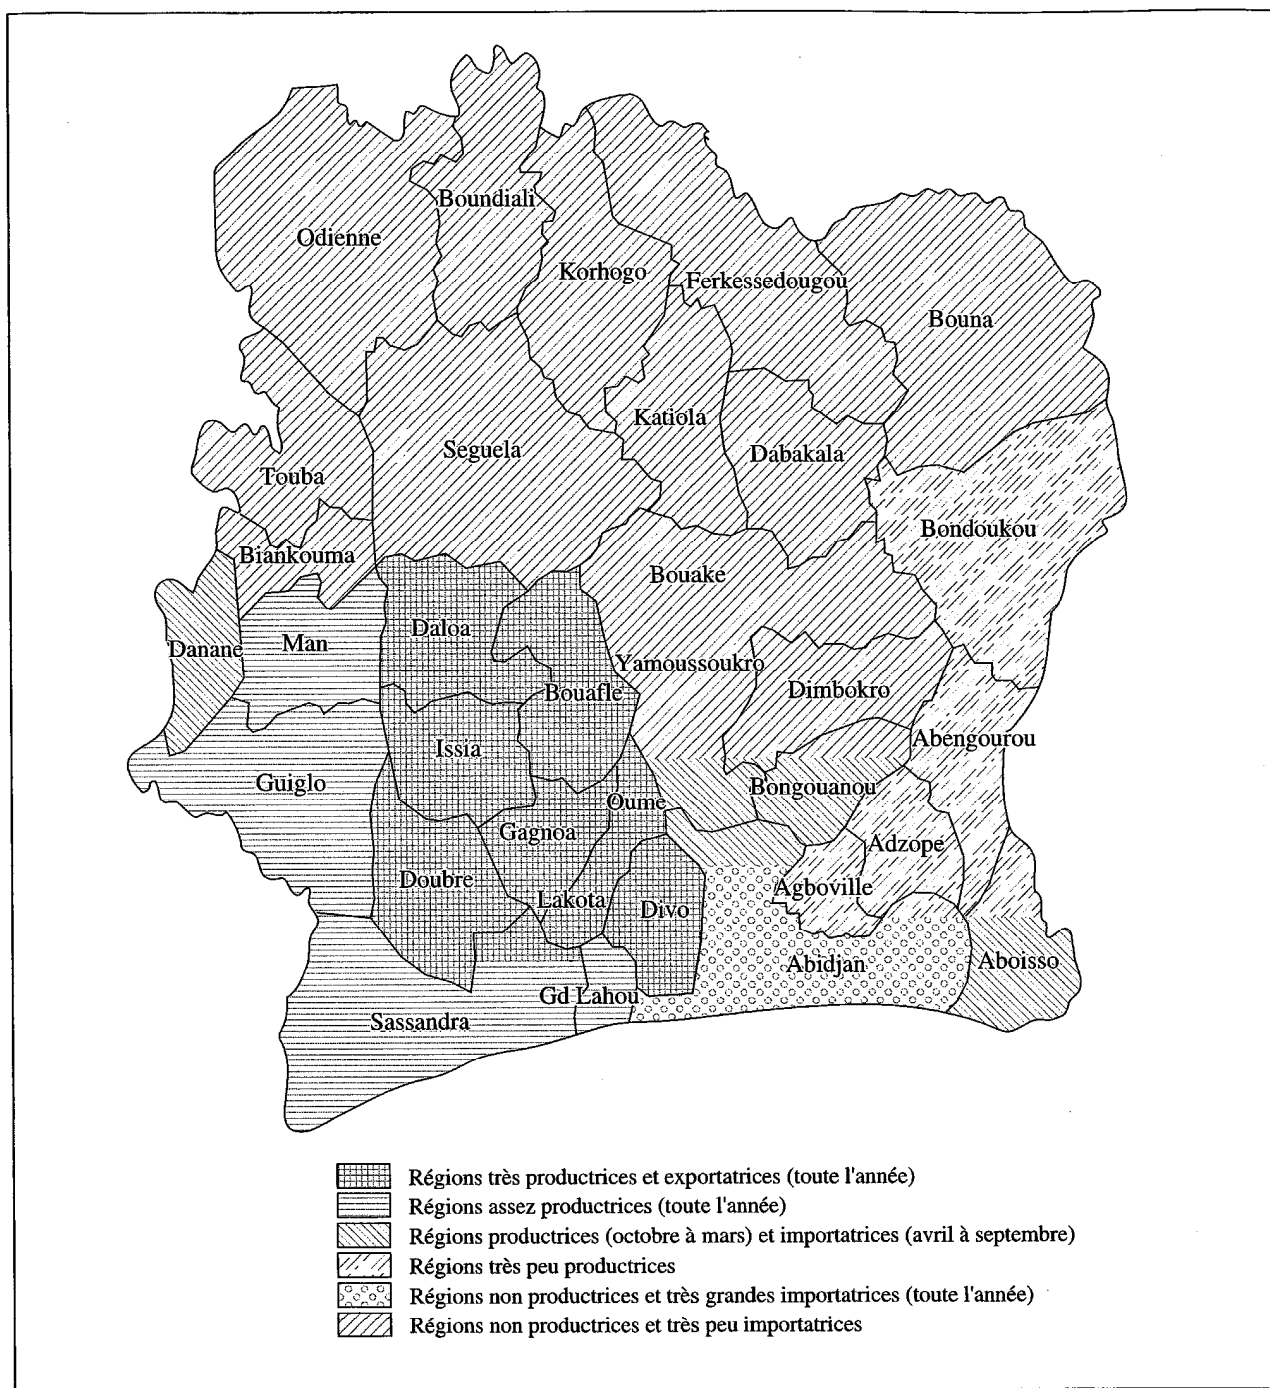 Boundiali
Odienne
Korhogo
Ferkessedougou
Bouna
Katiola
Seguela
Dabakala
Touba
Bondoukou
Biankouma
Bouake
Daloa
Man
Danane
Yamoussoukro
Dimbokro
Bouafle
Abengourou
Issia
Guiglo
Bongouanou
Oume
Gagnoa
Adzope
Doubre
Agboville
Lakota
Divo
Abidjan
Aboisso
Gd Lahou
Sassandra
Régions très productrices et exportatrices (toute l'année)
Régions assez productrices (toute l'année)
Régions productrices (octobre à mars) et importatrices (avril à septembre)
Régions très peu productrices
Régions non productrices et très grandes importatrices (toute l'année)
Régions non productrices et très peu importatrices